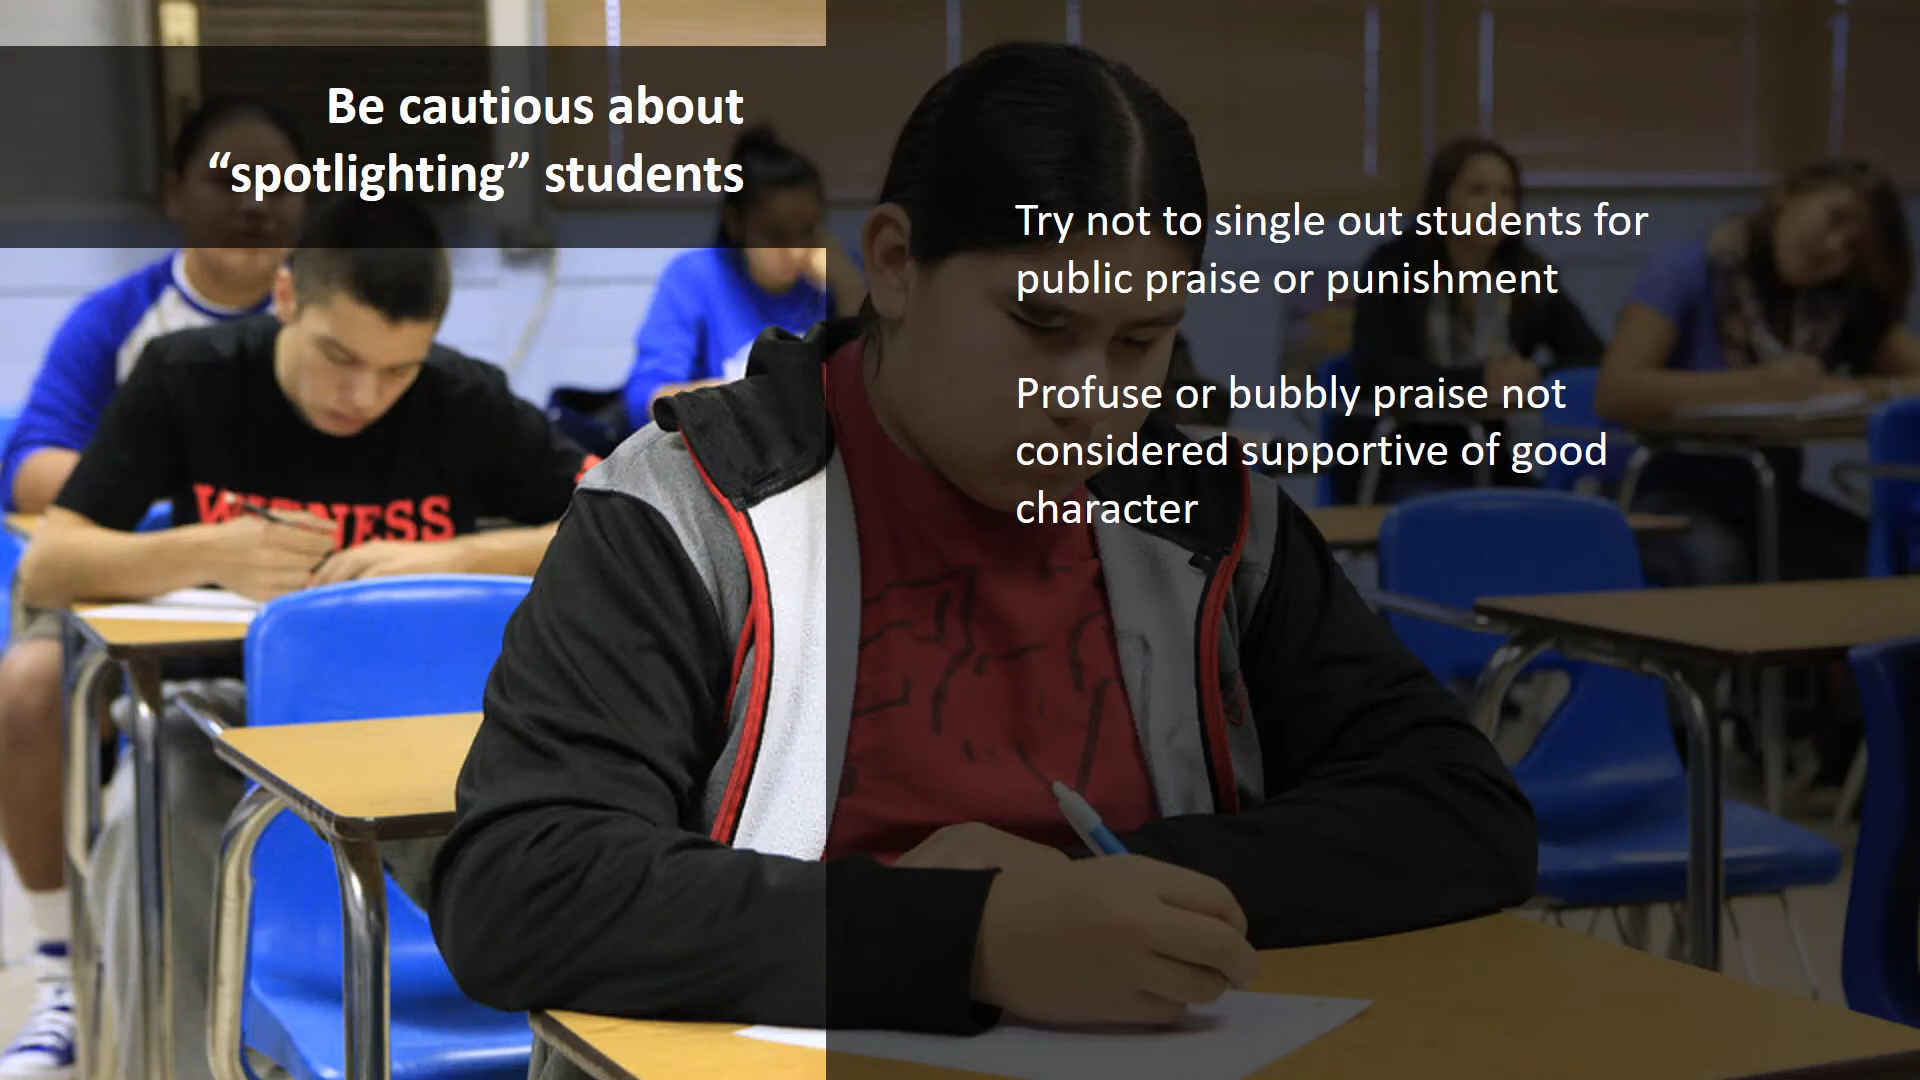 Be cautious about
“spotlighting” students
Try not to single out students for
public praise or punishment
Profuse or bubbly praise not
considered supportive of good
character
WITNESS